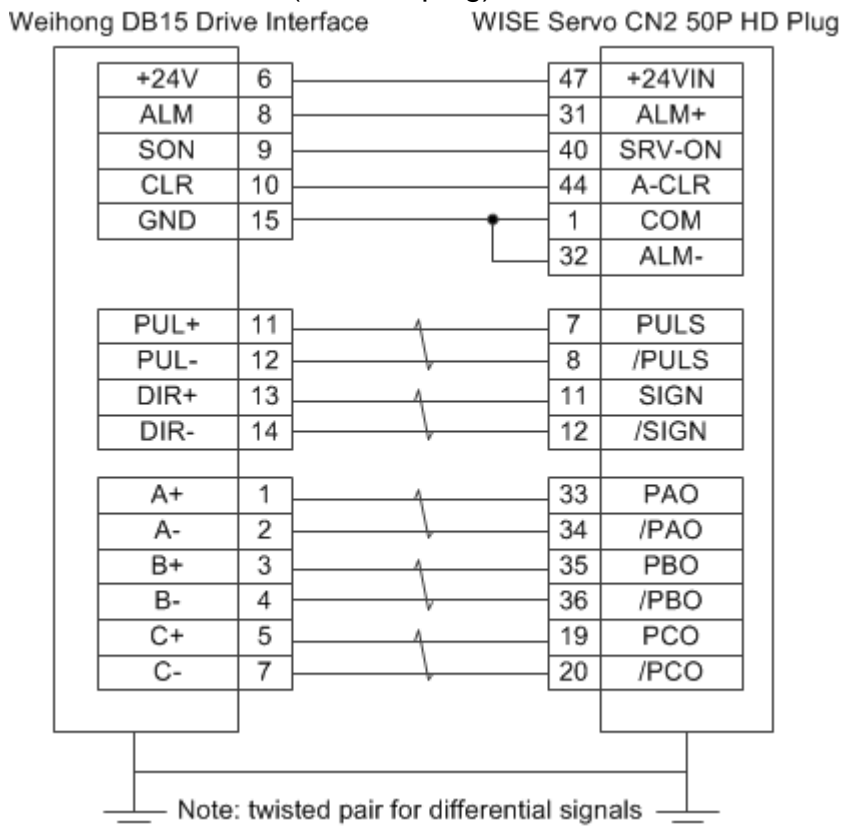 Weihong DB15 Drive Interface WISE Servo CN2 50P HD Plug
+24V 6 47 +24VIN
ALM 8 31 ALM+
SON 9 40 SRV-ON
CLR 10 44 A-CLR
GND 15 1 COM
32 ALM-
PUL+ 11 7 PULS
PUL- 12 8 /PULS
DIR+ 13 11 SIGN
DIR- 14 12 /SIGN
A+ 1 33 PAO
A- 2 34 /PAO
B+ 3 35 PBO
B- 4 36 /PBO
C+ 5 19 PCO
C- 7 20 /PCO
Note: twisted pair for differential signals